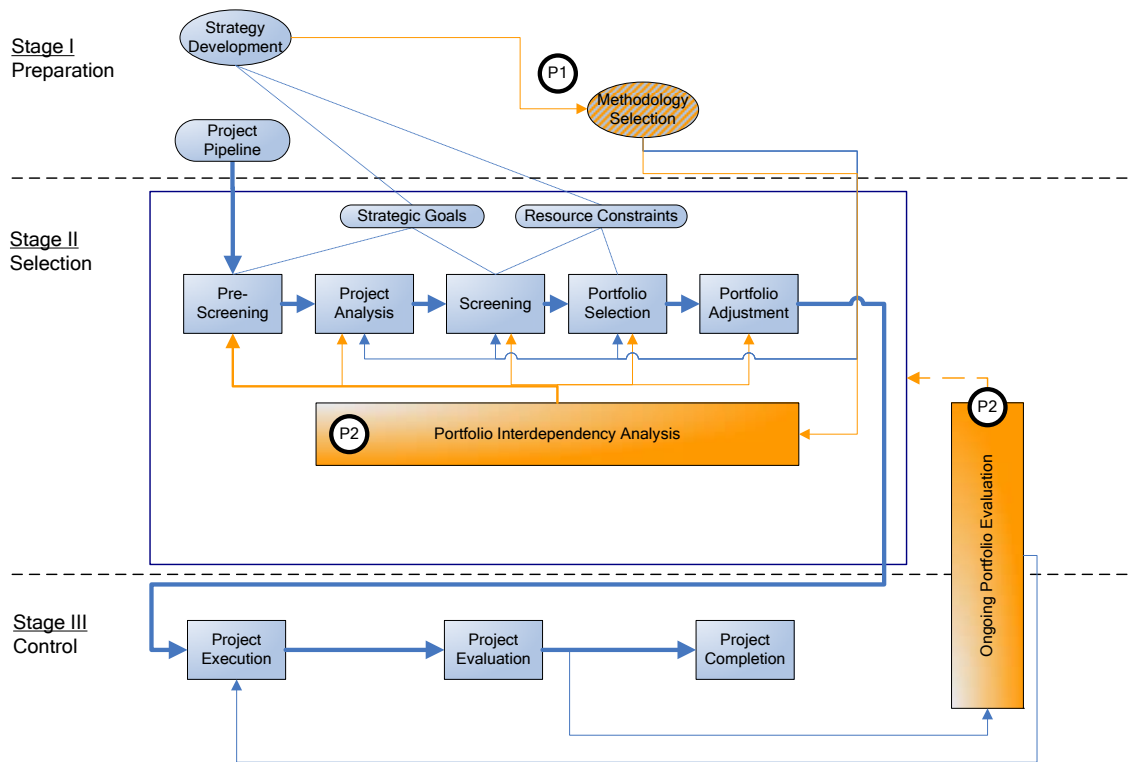 Stage I
Preparation
Strategy
Development
P1
Methodology
Selection
Project
Pipeline
Stage II
Selection
Strategic Goals
Resource Constraints
Pre-
Screening
Project
Analysis
Screening
Portfolio
Selection
Portfolio
Adjustment
P2
Portfolio Interdependency Analysis
P2
Ongoing Portfolio Evaluation
Stage III
Control
Project
Execution
Project
Evaluation
Project
Completion